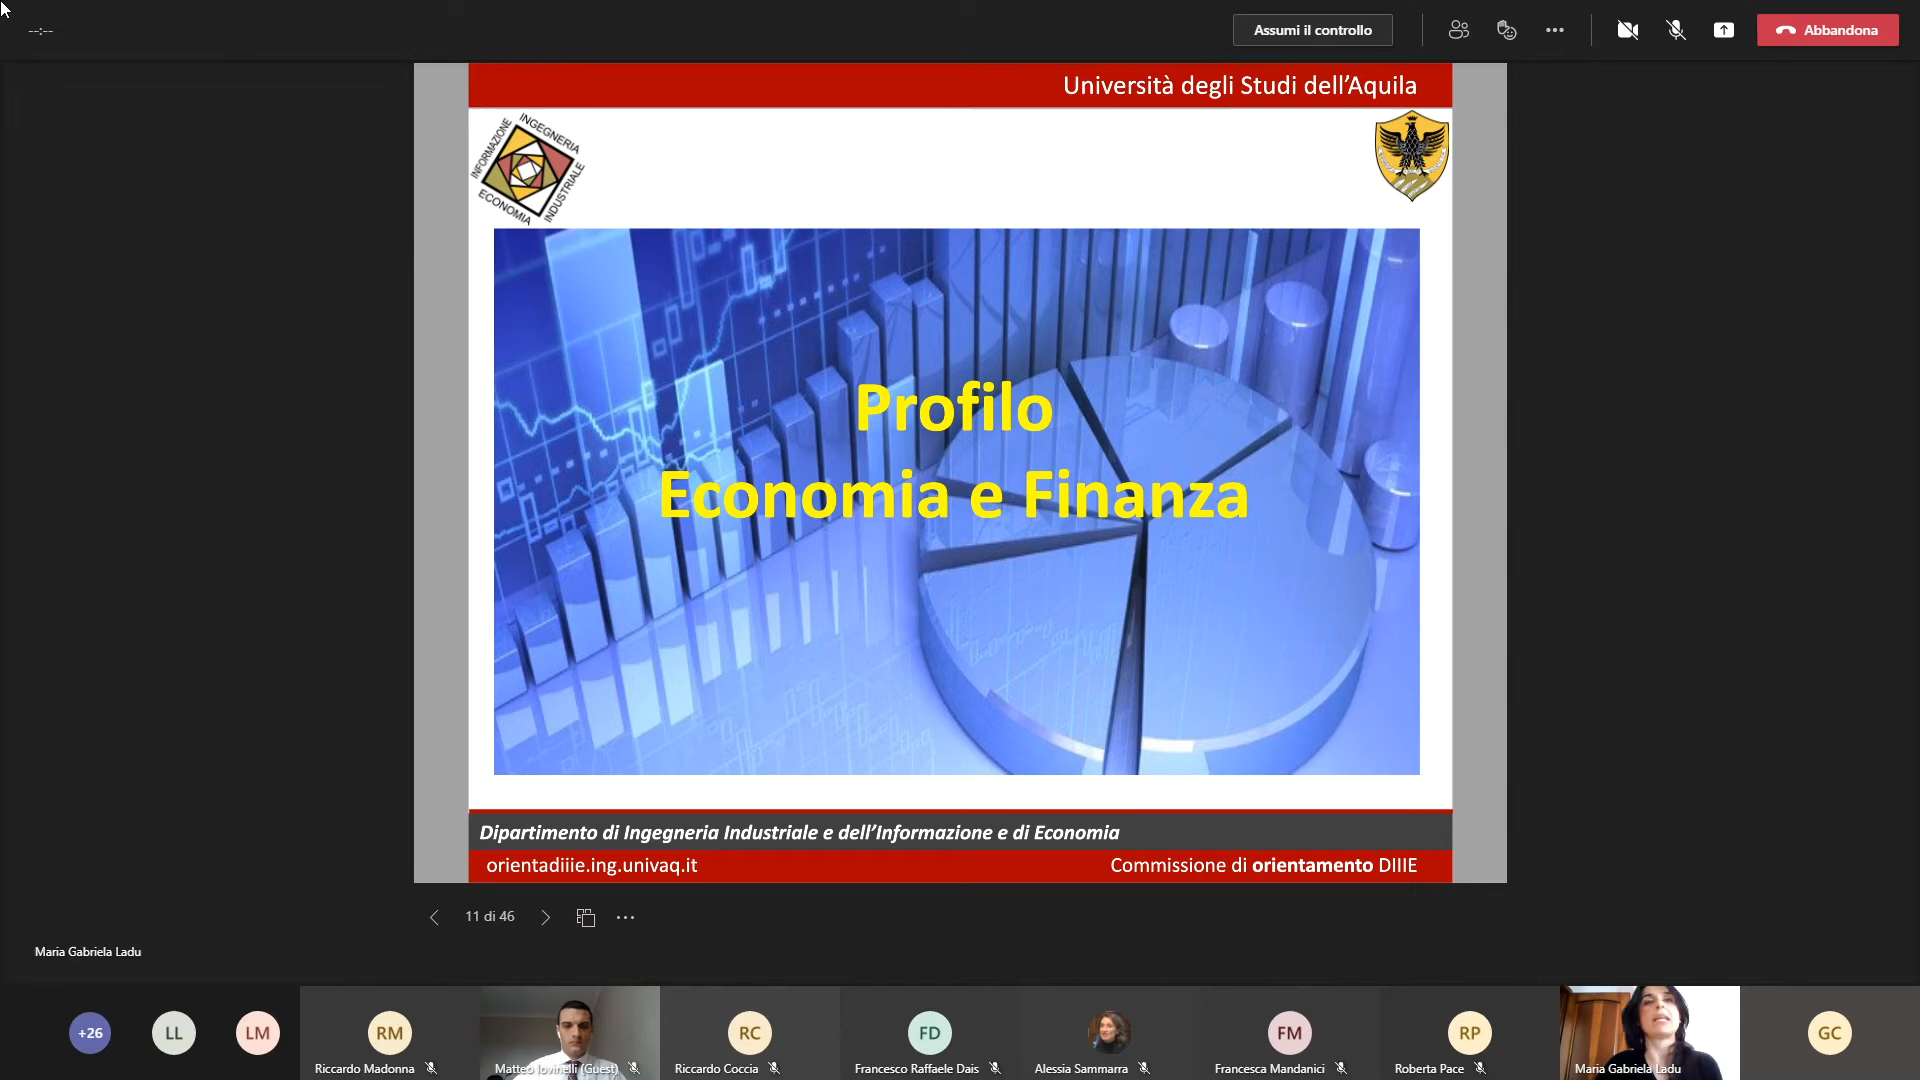 --:--
Assumi il controllo
Abbandona
Università degli Studi dell'Aquila
INGEGNERIA
INFORMAZIONE
INDUSTRIALE
ECONOMIA
Profilo
Economia e Finanza
Dipartimento di Ingegneria Industriale e dell'Informazione e di Economia
orientadiiie.ing.univaq.it
Commissione di orientamento DIIIE
11 di 46
Maria Gabriela Ladu
+26
LL
LM
RM
Riccardo Madonna
Matteo Iovinelli (Guest)
RC
Riccardo Coccia
FD
Francesco Raffaele Dais
Alessia Sammarra
FM
Francesca Mandanici
RP
Roberta Pace
Maria Gabriela Ladu
GC